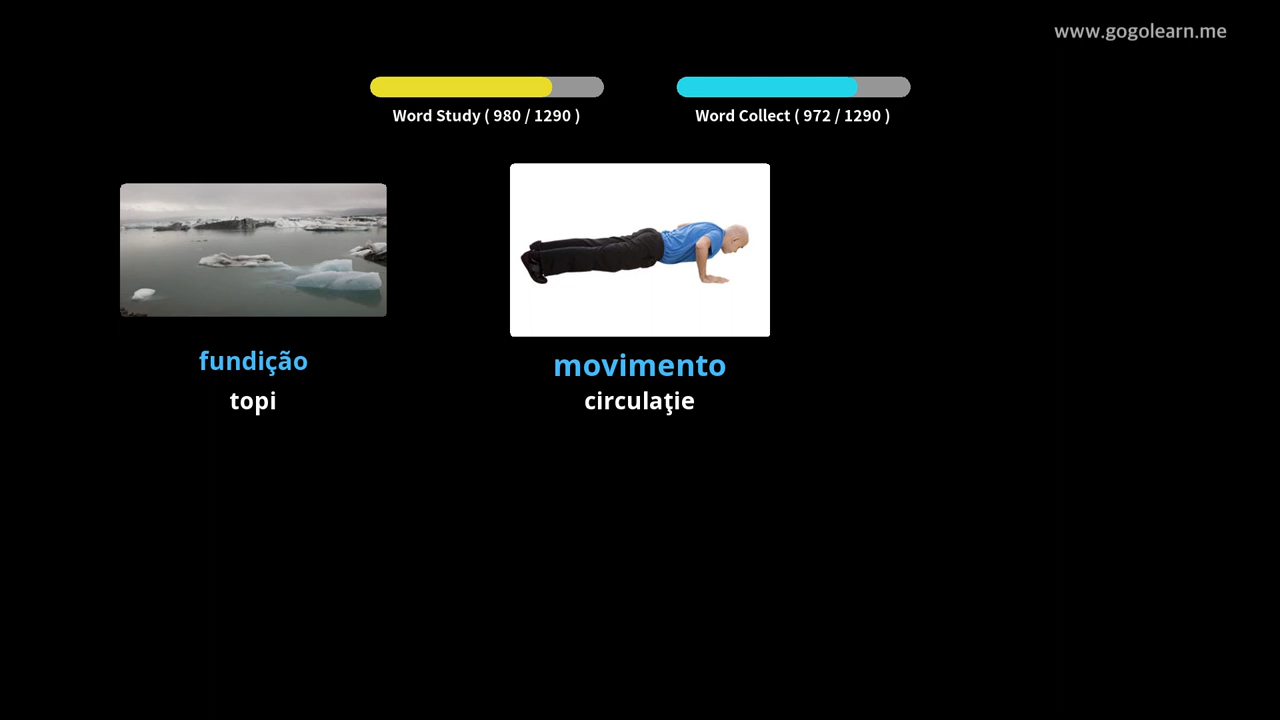 www.gogolearn.me
Word Study ( 980 / 1290 )
Word Collect ( 972 / 1290 )
fundição
topi
movimento
circulaţie